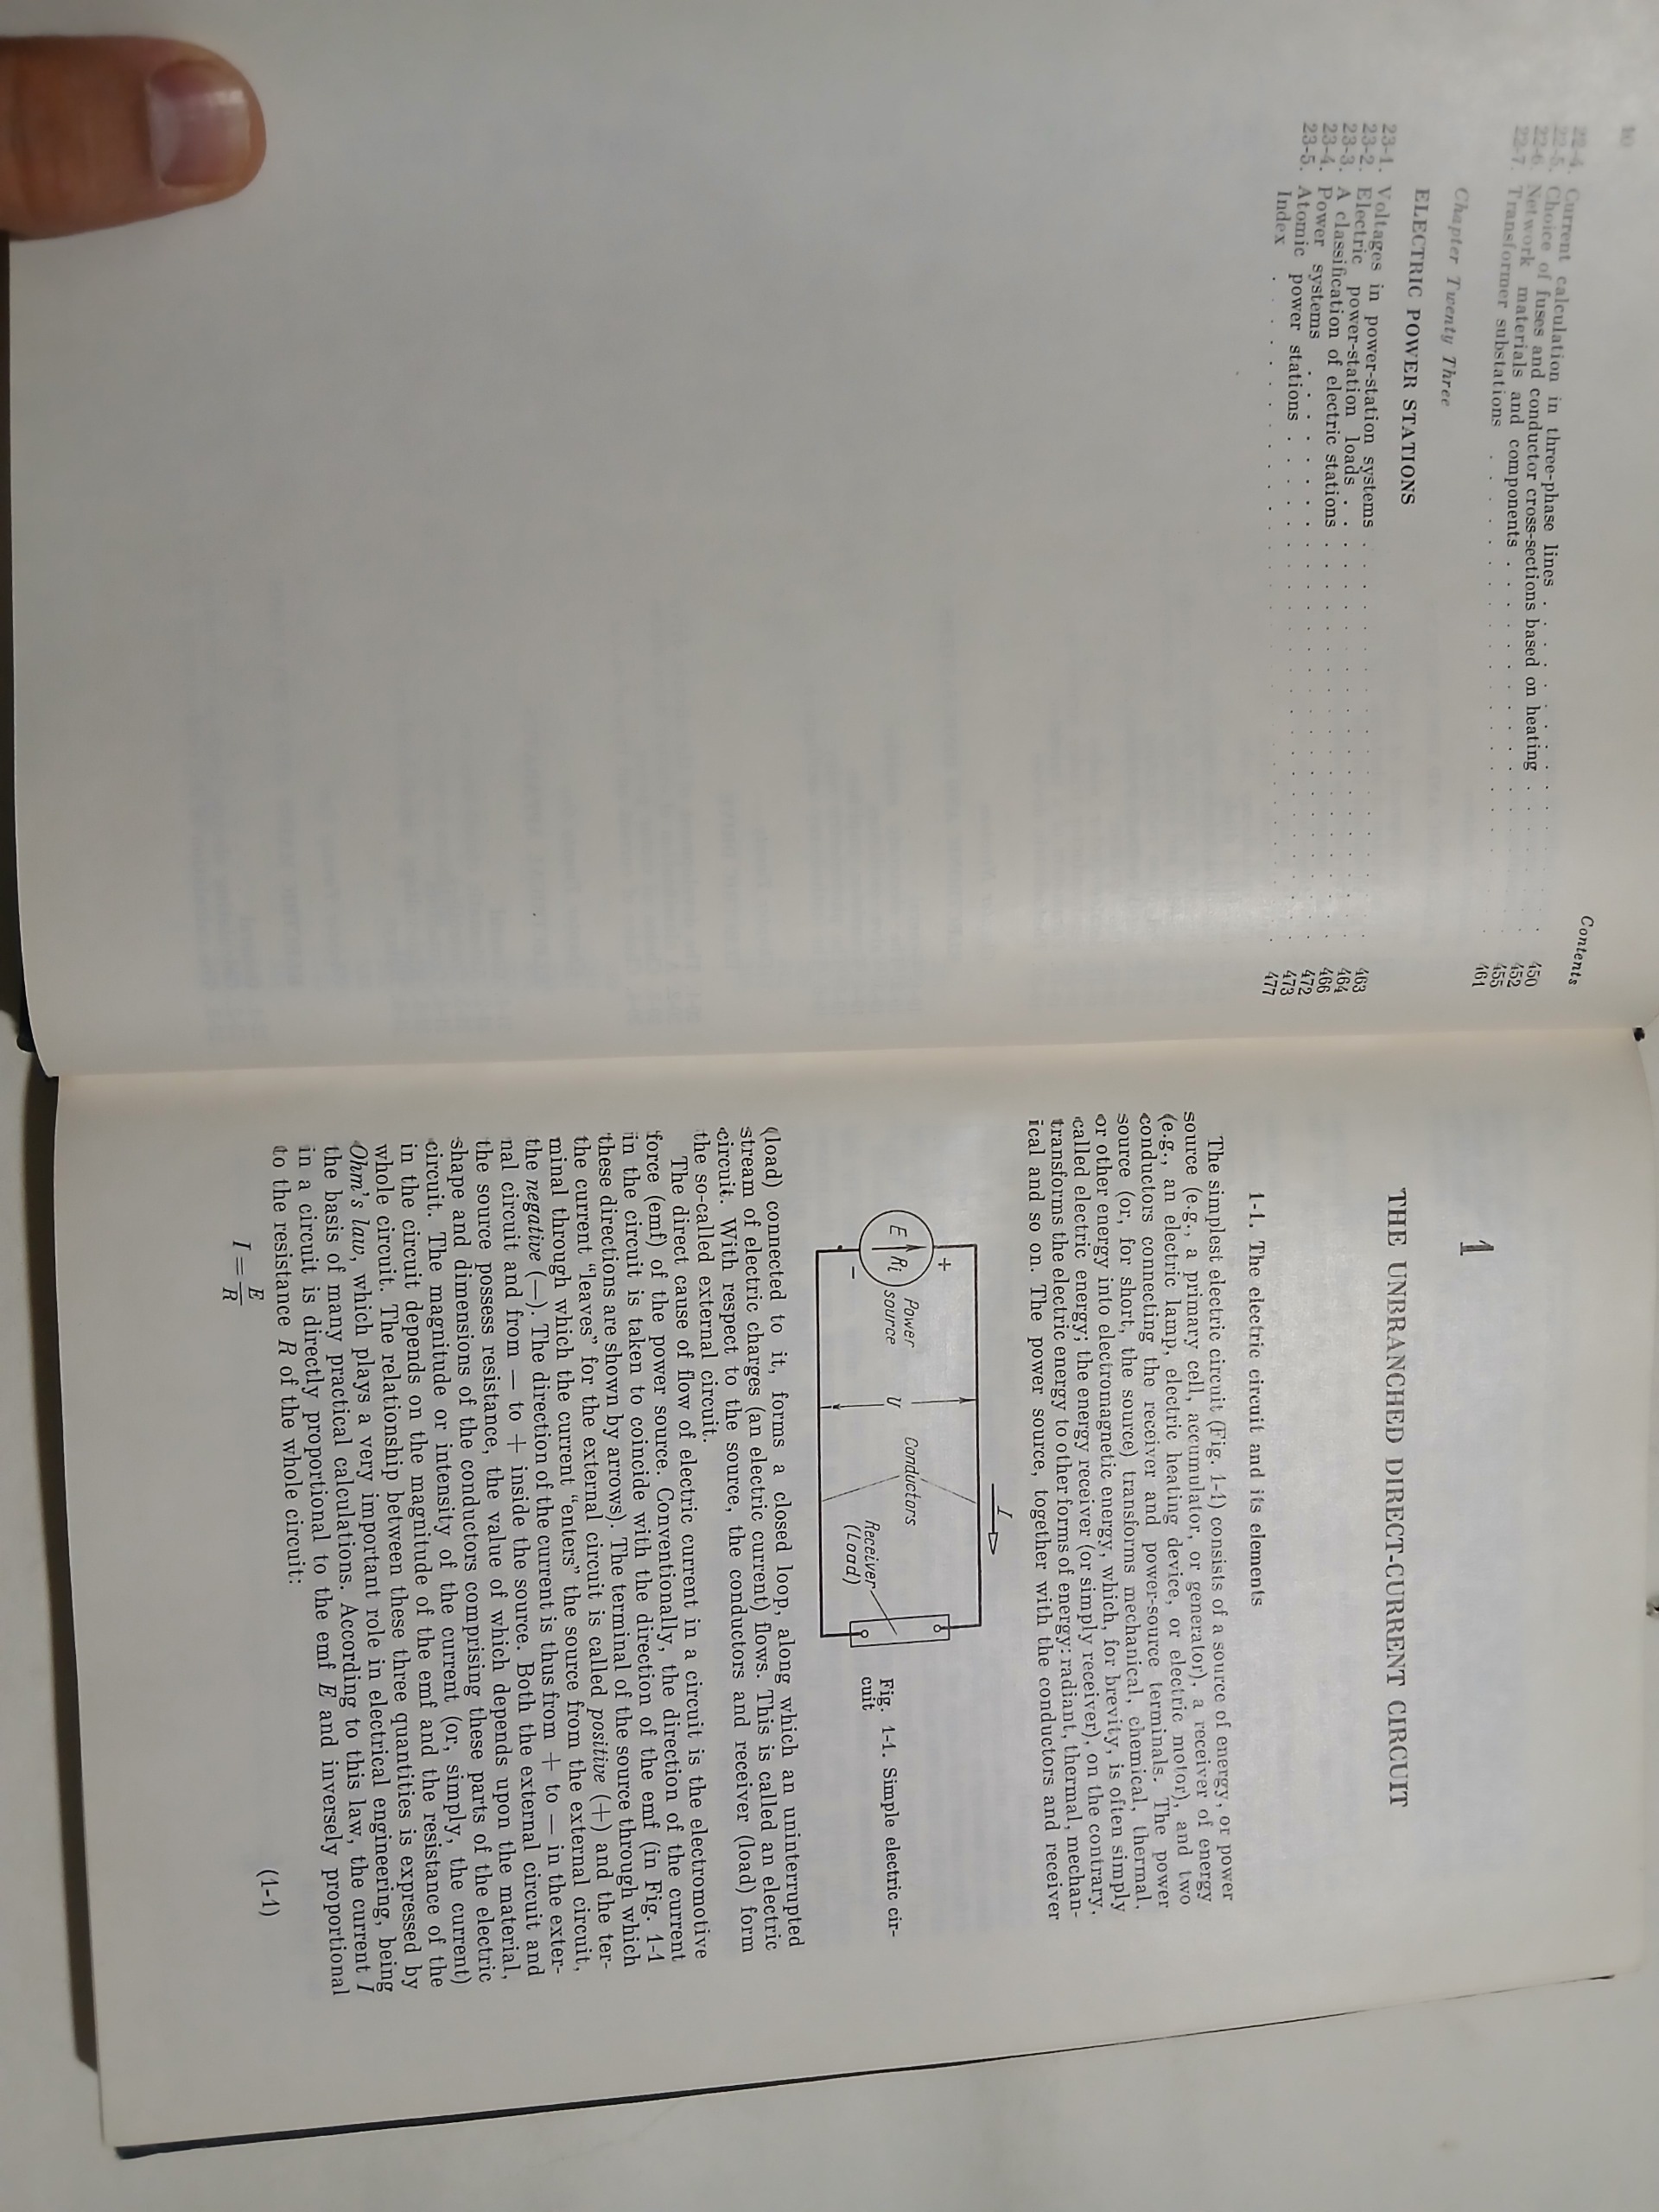 10
Contents
22-4. Current calculation in three-phase lines . . . . . . . 450
22-5. Choice of fuses and conductor cross-sections based on heating . . . 452
22-6. Network materials and components . . . . . . . . . 455
22-7. Transformer substations . . . . . . . . . . . 461
Chapter Twenty Three
ELECTRIC POWER STATIONS
23-1. Voltages in power-station systems . . . . . . . . . 463
23-2. Electric power-station loads . . . . . . . . . . 464
23-3. A classification of electric stations . . . . . . . . . 466
23-4. Power systems . . . . . . . . . . . . . 472
23-5. Atomic power stations . . . . . . . . . . . 473
Index . . . . . . . . . . . . . . . 477
1
THE UNBRANCHED DIRECT-CURRENT CIRCUIT
1-1. The electric circuit and its elements
The simplest electric circuit (Fig. 1-1) consists of a source of energy, or power
source (e.g., a primary cell, accumulator, or generator), a receiver of energy
(e.g., an electric lamp, electric heating device, or electric motor), and two
conductors connecting the receiver and power-source terminals. The power
source (or, for short, the source) transforms mechanical, chemical, thermal,
or other energy into electromagnetic energy, which, for brevity, is often simply
called electric energy; the energy receiver (or simply receiver), on the contrary,
transforms the electric energy to other forms of energy: radiant, thermal, mechan-
ical and so on. The power source, together with the conductors and receiver
I
+
E
Ri
−
Power
source
U
Conductors
Receiver
(Load)
Fig. 1-1. Simple electric cir-
cuit
(load) connected to it, forms a closed loop, along which an uninterrupted
stream of electric charges (an electric current) flows. This is called an electric
circuit. With respect to the source, the conductors and receiver (load) form
the so-called external circuit.
The direct cause of flow of electric current in a circuit is the electromotive
force (emf) of the power source. Conventionally, the direction of the current
in the circuit is taken to coincide with the direction of the emf (in Fig. 1-1
these directions are shown by arrows). The terminal of the source through which
the current "leaves" for the external circuit is called positive (+) and the ter-
minal through which the current "enters" the source from the external circuit,
the negative (—). The direction of the current is thus from + to — in the exter-
nal circuit and from — to + inside the source. Both the external circuit and
the source possess resistance, the value of which depends upon the material,
shape and dimensions of the conductors comprising these parts of the electric
circuit. The magnitude or intensity of the current (or, simply, the current)
in the circuit depends on the magnitude of the emf and the resistance of the
whole circuit. The relationship between these three quantities is expressed by
Ohm's law, which plays a very important role in electrical engineering, being
the basis of many practical calculations. According to this law, the current I
in a circuit is directly proportional to the emf E and inversely proportional
to the resistance R of the whole circuit:
I = E/R (1-1)